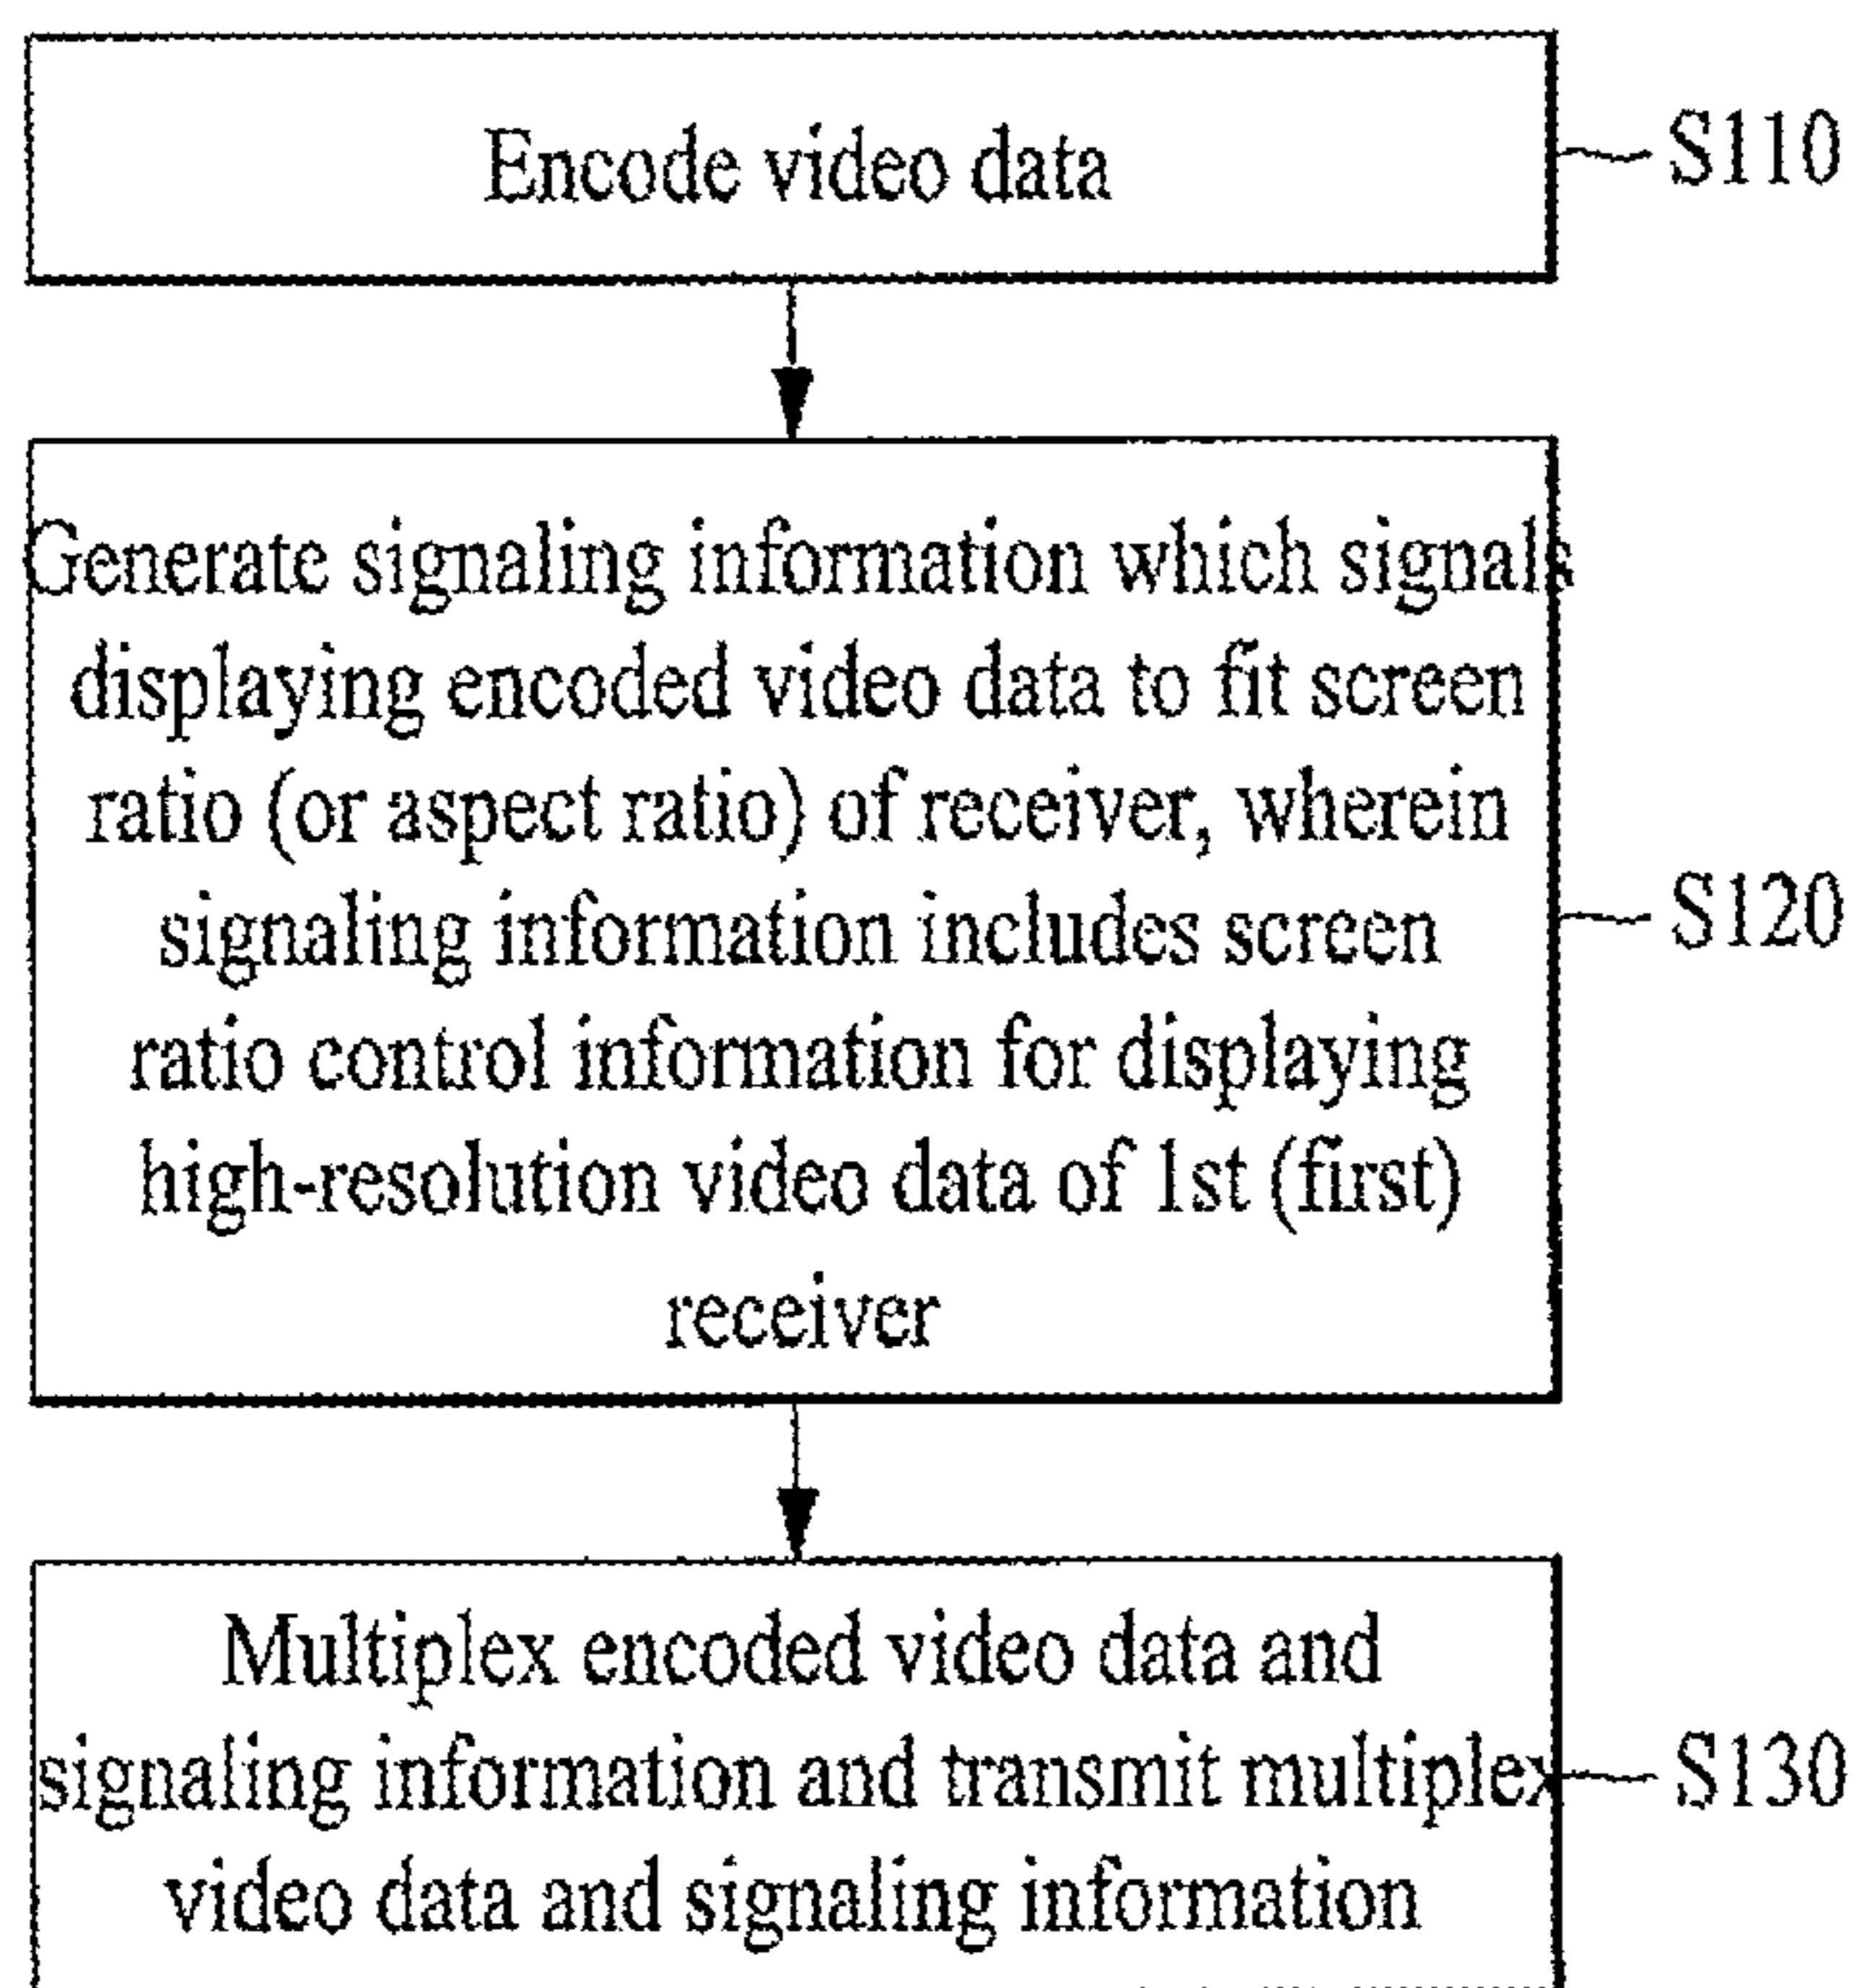 Encode video data
S110
Generate signaling information which signals
displaying encoded video data to fit screen
ratio (or aspect ratio) of receiver, wherein
signaling information includes screen
ratio control information for displaying
high-resolution video data of 1st (first)
receiver
S120
Multiplex encoded video data and
signaling information and transmit multiplex
video data and signaling information
S130